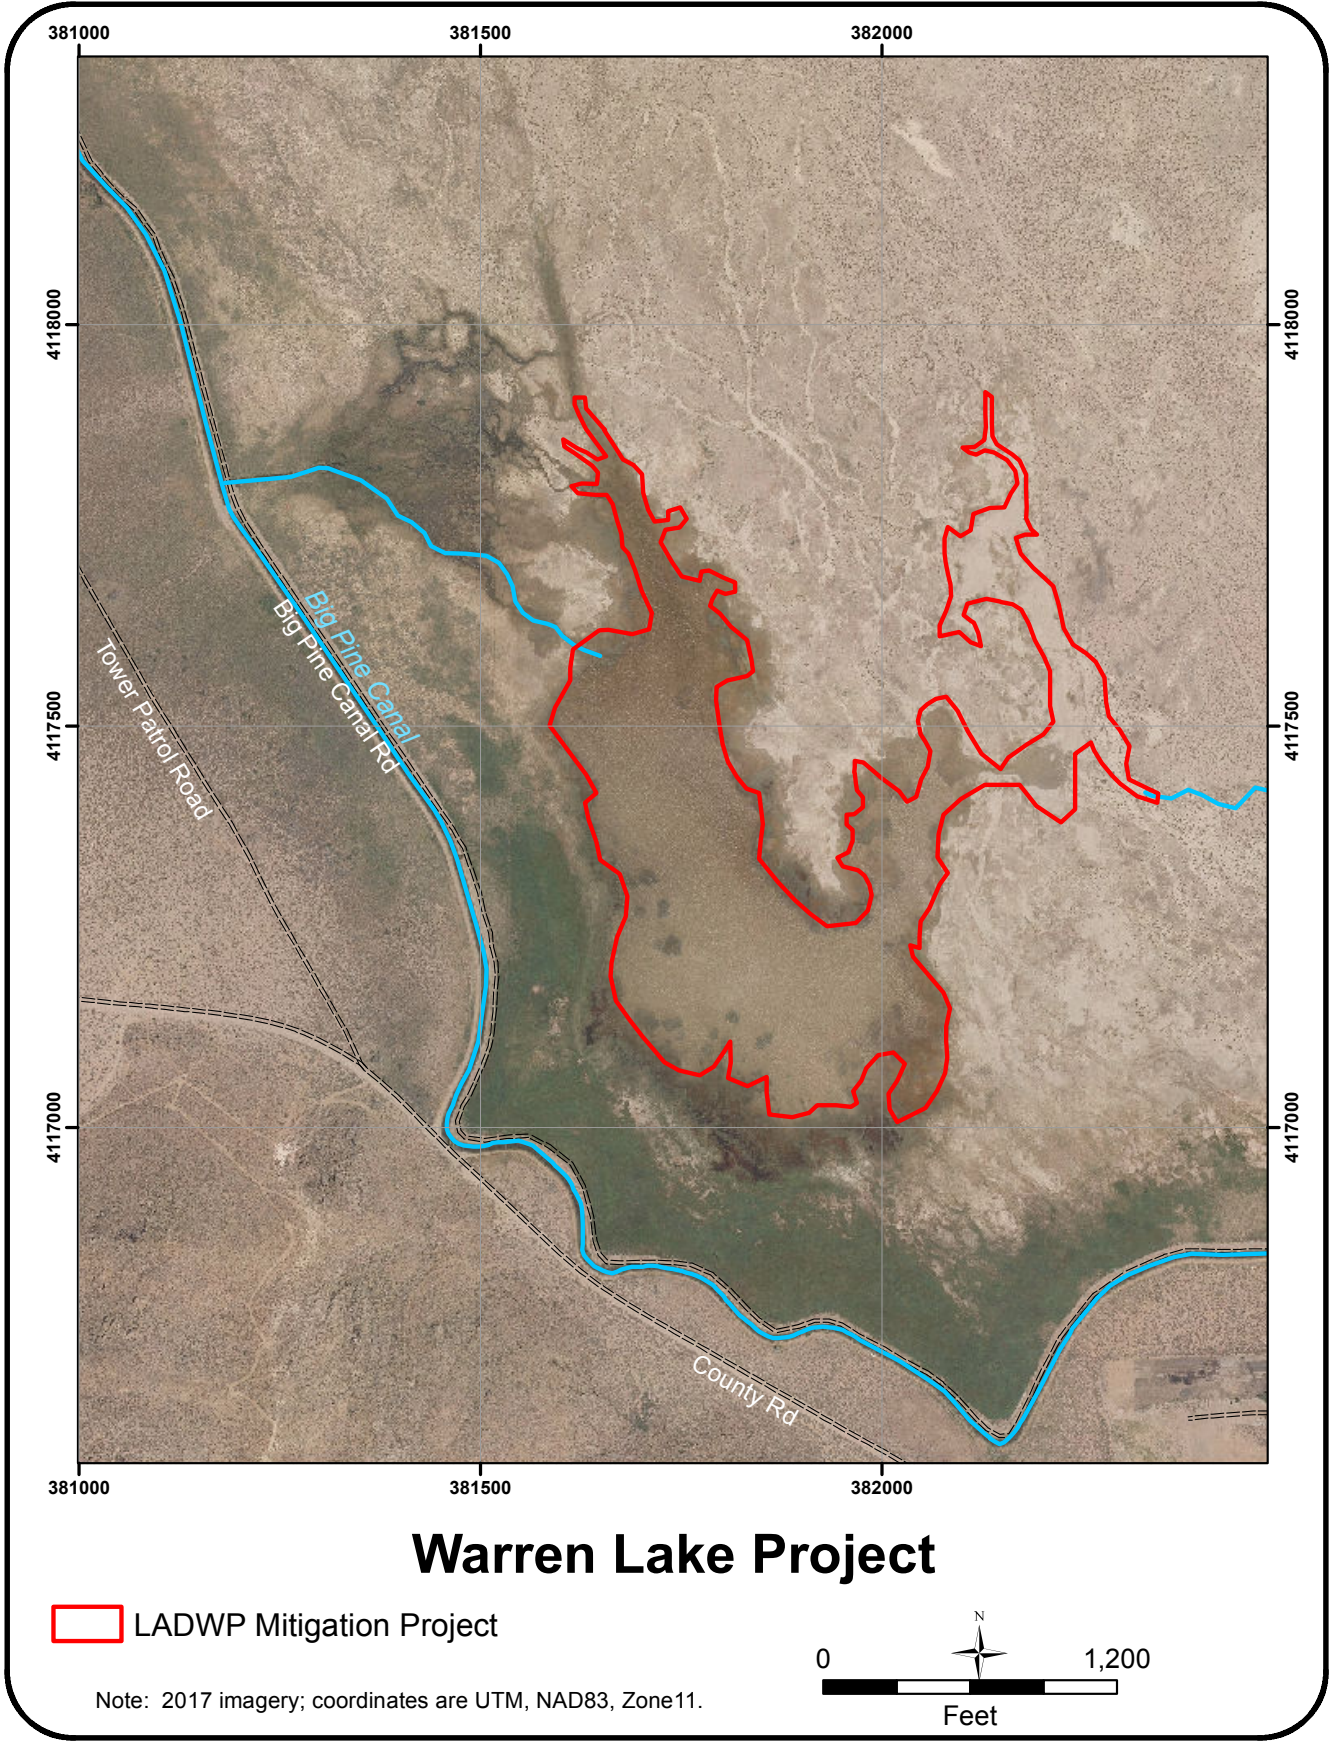 381000 381500 382000
4118000 4118000
Big Pine Canal
Big Pine Canal Rd
Tower Patrol Road
4117500 4117500
4117000 4117000
County Rd
381000 381500 382000
Warren Lake Project
LADWP Mitigation Project
N
0 1,200
Feet
Note: 2017 imagery; coordinates are UTM, NAD83, Zone11.